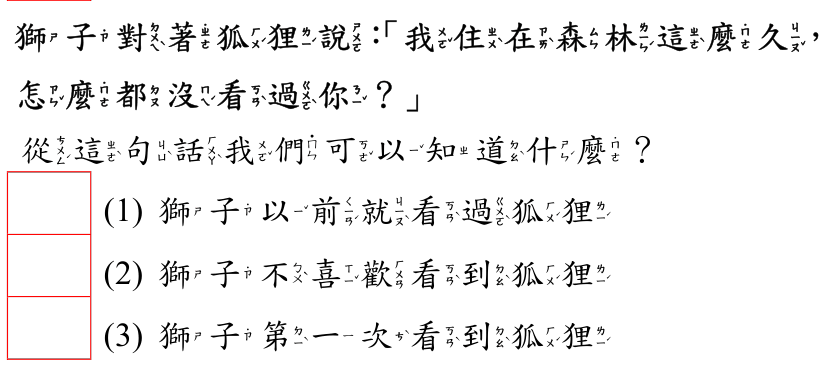 獅子對著狐狸說：「我住在森林這麼久，
怎麼都沒看過你？」
從這句話我們可以知道什麼？
(1) 獅子以前就看過狐狸
(2) 獅子不喜歡看到狐狸
(3) 獅子第一次看到狐狸